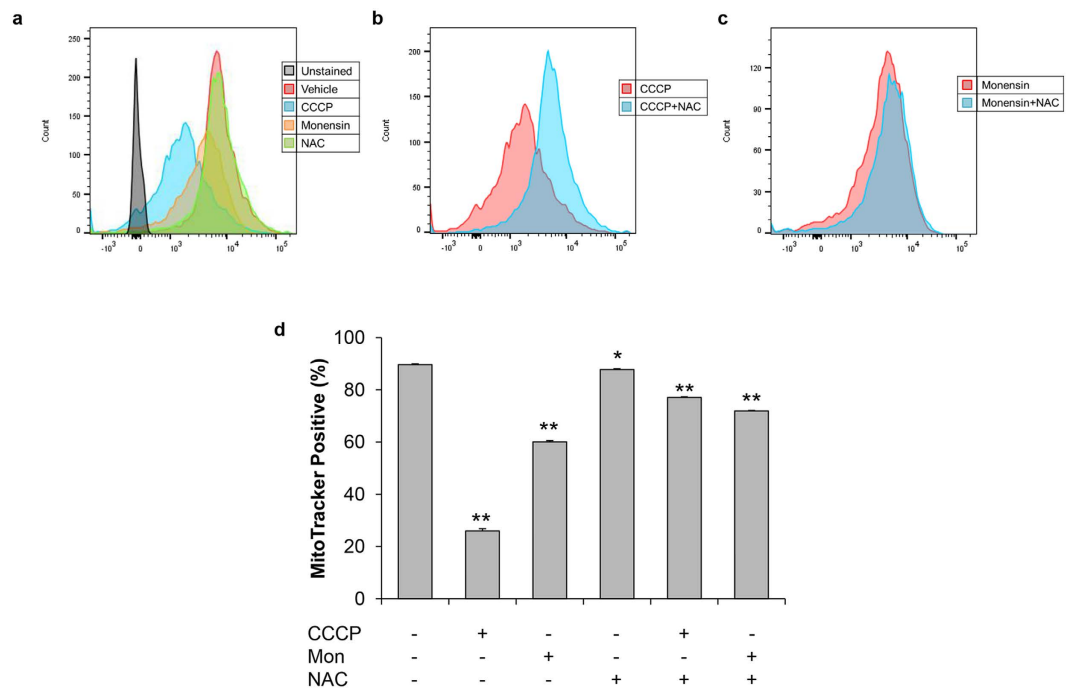 a
250
200
150
100
50
0
Count
-10³ 0 10³ 10⁴ 10⁵
Unstained
Vehicle
CCCP
Monensin
NAC
b
200
150
100
50
0
Count
-10³ 0 10³ 10⁴ 10⁵
CCCP
CCCP+NAC
c
120
90
60
30
0
Count
-10³ 0 10³ 10⁴ 10⁵
Monensin
Monensin+NAC
d
MitoTracker Positive (%)
100
80
60
40
20
0
** ** * ** **
CCCP - + - - + -
Mon - - + - - +
NAC - - - + + +